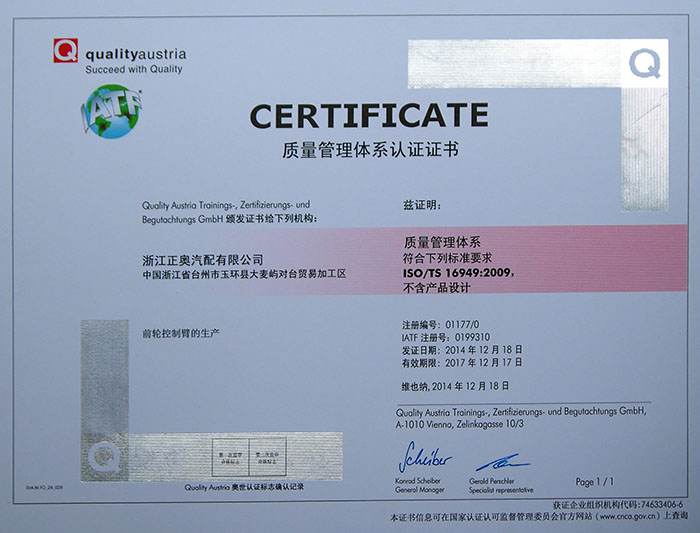 Q qualityaustria
Succeed with Quality
Q
IATF
CERTIFICATE
质量管理体系认证证书
Quality Austria Trainings-, Zertifizierungs- und
Begutachtungs GmbH 颁发证书给下列机构：
兹证明：
浙江正奥汽配有限公司
中国浙江省台州市玉环县大麦屿对台贸易加工区
质量管理体系
符合下列标准要求
ISO/TS 16949:2009，
不含产品设计
前轮控制臂的生产
注册编号：01177/0
IATF 注册号：0199310
发证日期：2014 年 12 月 18 日
有效期限：2017 年 12 月 17 日
维也纳, 2014 年 12 月 18 日
Quality Austria Trainings-, Zertifizierungs- und Begutachtungs GmbH,
A-1010 Vienna, Zelinkagasse 10/3
Q
Scheiber
Konrad Scheiber
General Manager
Gerald Perschler
Specialist representative
Page 1 / 1
Quality Austria 奥世认证标志确认记录
获证企业组织机构代码：74633406-6
本证书信息可在国家认证认可监督管理委员会官方网站（www.cnca.gov.cn）上查询